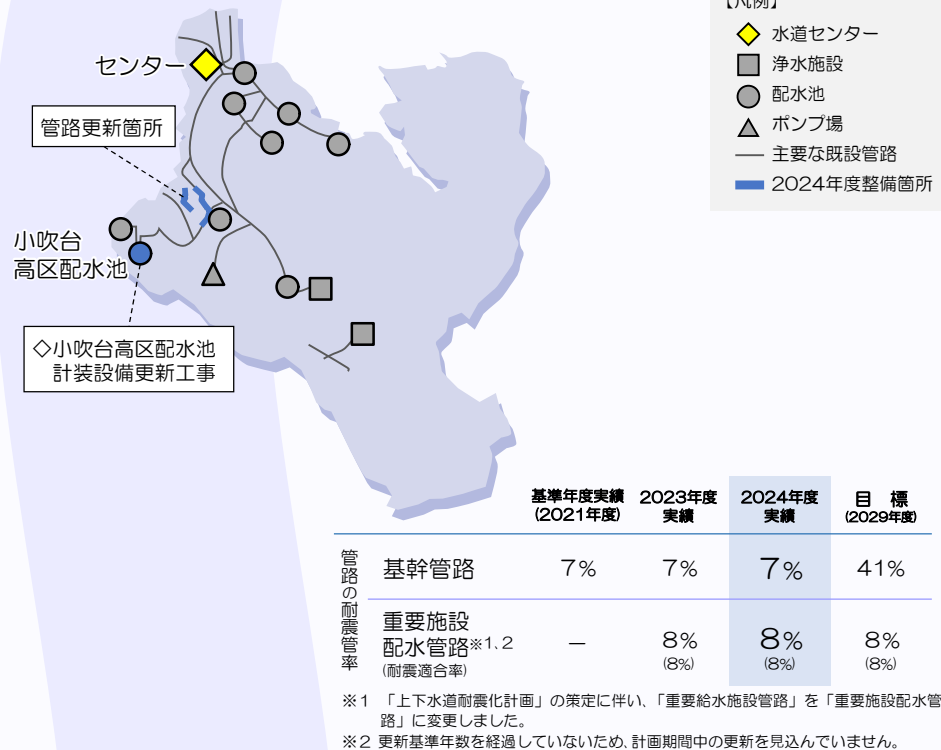 【凡例】
水道センター
浄水施設
配水池
ポンプ場
主要な既設管路
2024年度整備箇所
センター
管路更新箇所
小吹台
高区配水池
◇小吹台高区配水池
計装設備更新工事
基準年度実績
(2021年度)
2023年度
実績
2024年度
実績
目 標
(2029年度)
管路の耐震管率
基幹管路 7% 7% 7% 41%
重要施設
配水管路※1、2
(耐震適合率)
－ 8% 8% 8%
(8%) (8%) (8%)
※1 「上下水道耐震化計画」の策定に伴い、「重要給水施設管路」を「重要施設配水管
路」に変更しました。
※2 更新基準年数を経過していないため、計画期間中の更新を見込んでいません。